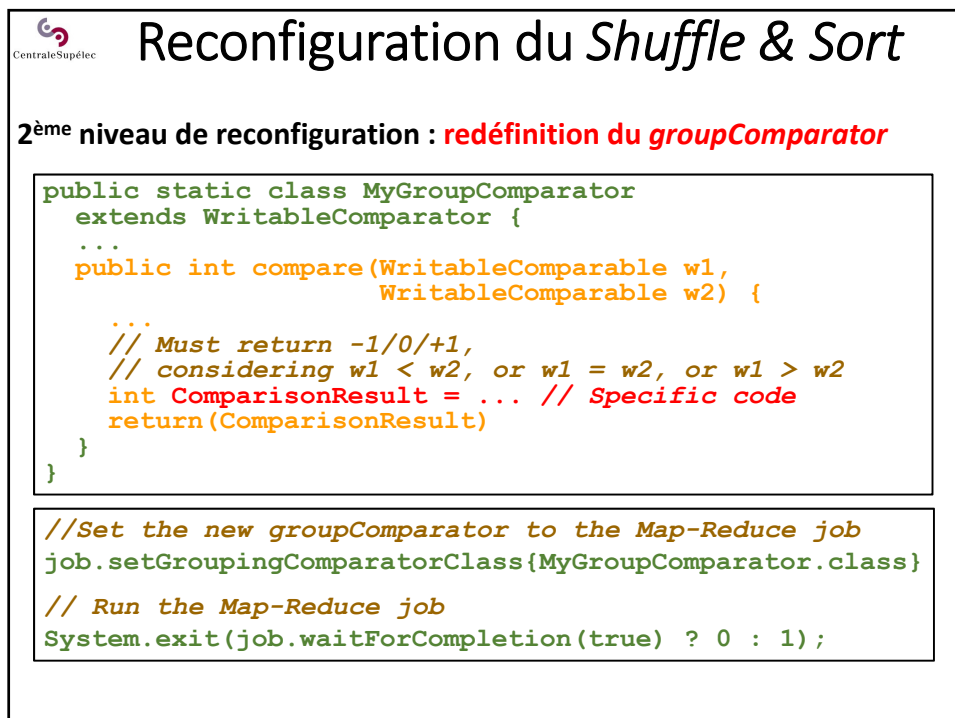 CentraleSupélec
Reconfiguration du Shuffle & Sort
2ème niveau de reconfiguration : redéfinition du groupComparator
public static class MyGroupComparator
extends WritableComparator {
...
public int compare(WritableComparable w1,
WritableComparable w2) {
...
// Must return -1/0/+1,
// considering w1 < w2, or w1 = w2, or w1 > w2
int ComparisonResult = ... // Specific code
return(ComparisonResult)
}
}
//Set the new groupComparator to the Map-Reduce job
job.setGroupingComparatorClass{MyGroupComparator.class}
// Run the Map-Reduce job
System.exit(job.waitForCompletion(true) ? 0 : 1);